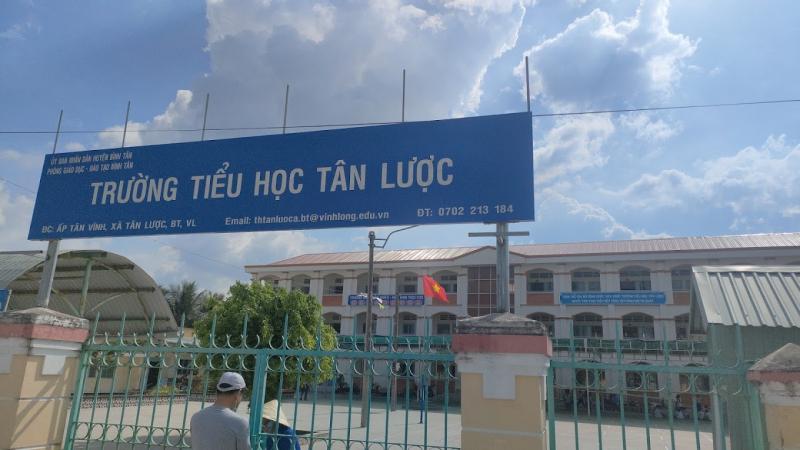 ỦY BAN NHÂN DÂN HUYỆN BÌNH TÂN
PHÒNG GIÁO DỤC - ĐÀO TẠO BÌNH TÂN
TRƯỜNG TIỂU HỌC TÂN LƯỢC
ĐC: ẤP TÂN VĨNH, XÃ TÂN LƯỢC, BT, VL Email: thtanluoca.bt@vinhlong.edu.vn ĐT: 0702 213 184